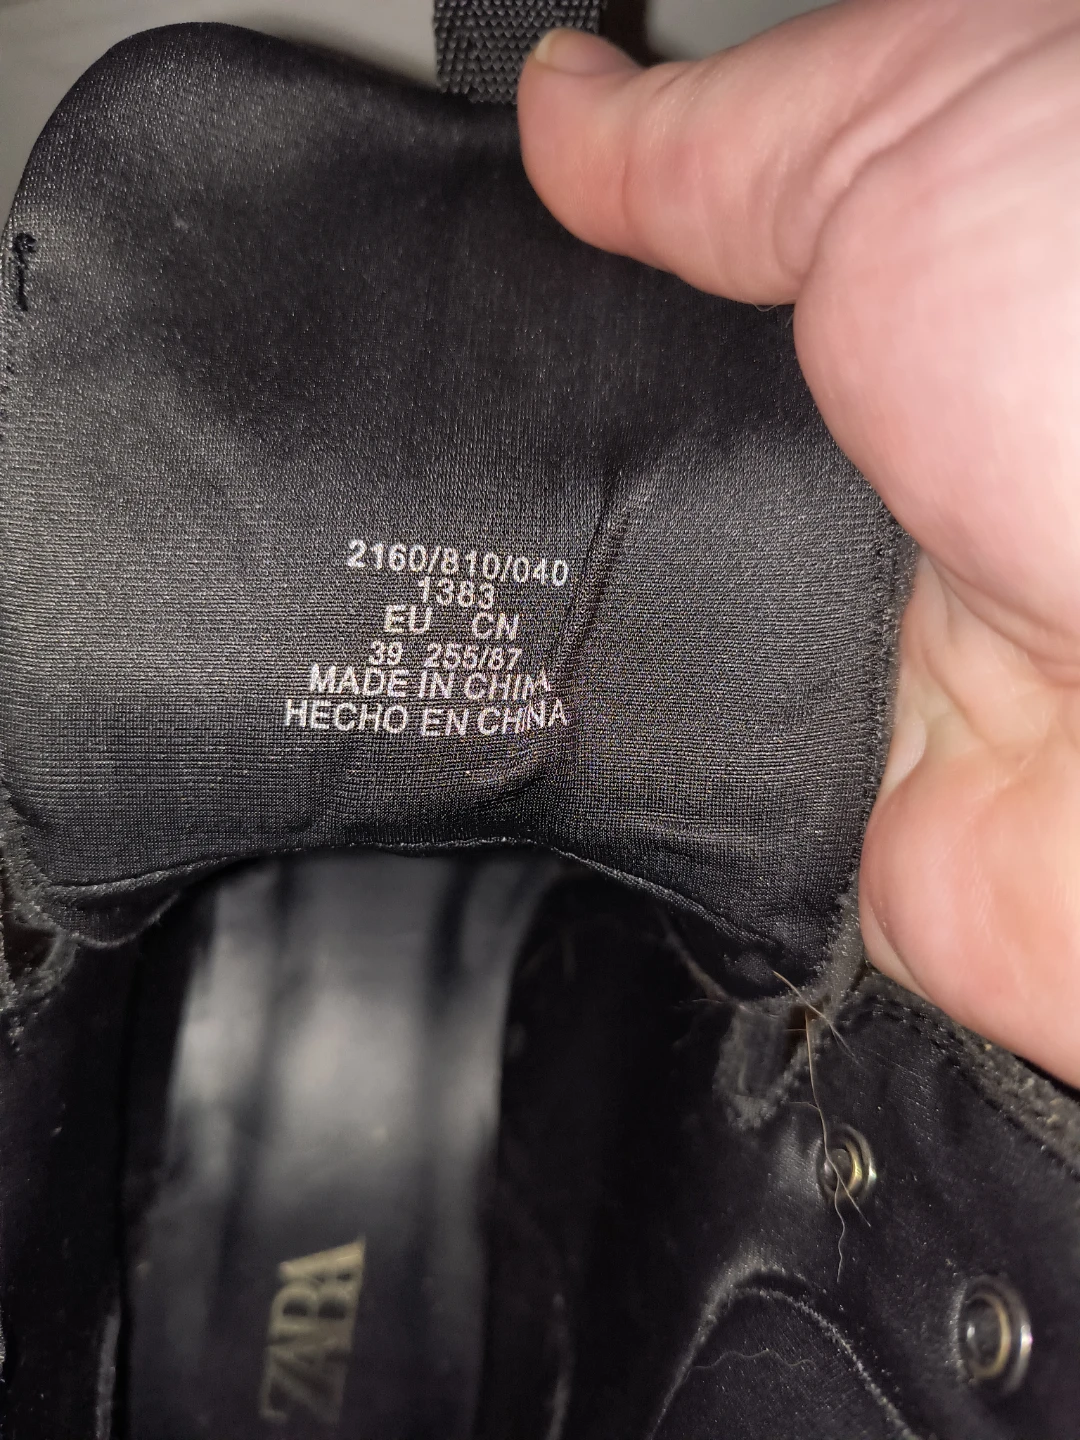 2160/810/040
1383
EU CN
39 255/87
MADE IN CHINA
HECHO EN CHINA
ZARA